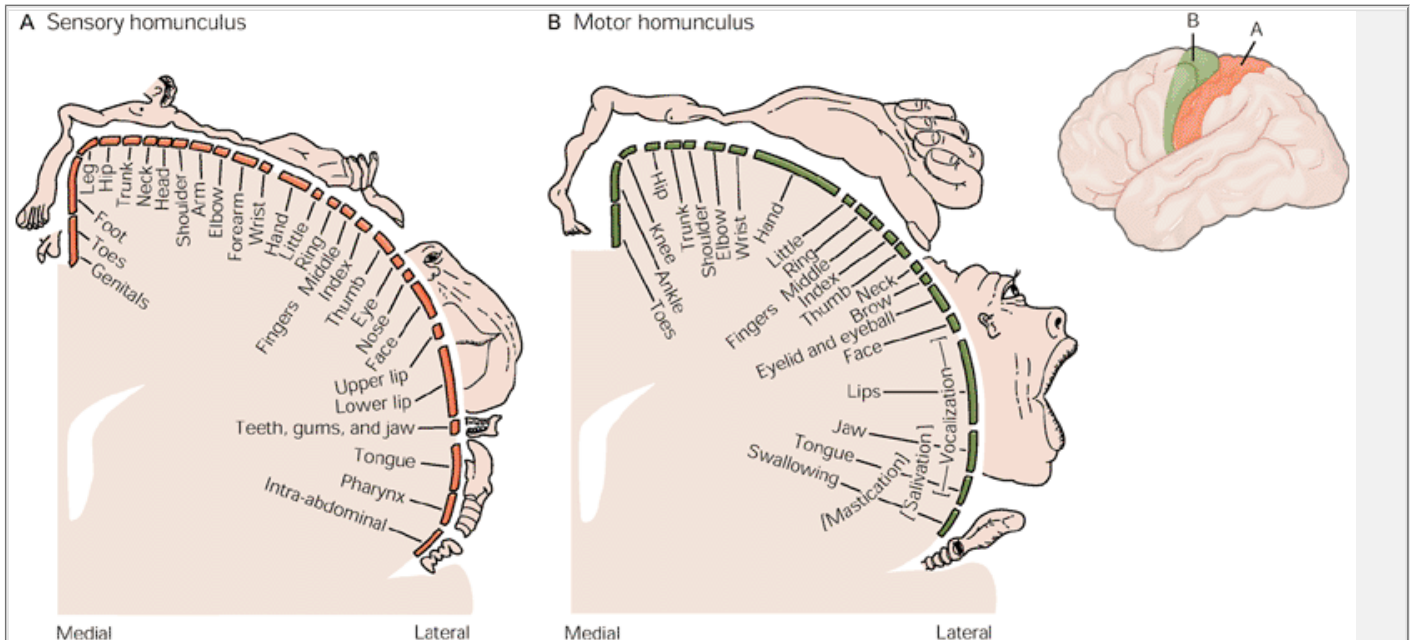 A Sensory homunculus
Leg
Hip
Trunk
Neck
Head
Shoulder
Arm
Elbow
Forearm
Wrist
Hand
Little
Ring
Middle
Index
Thumb
Fingers
Eye
Nose
Face
Upper lip
Lower lip
Teeth, gums, and jaw
Tongue
Pharynx
Intra-abdominal
Foot
Toes
Genitals
Medial
Lateral
B Motor homunculus
Hip
Trunk
Shoulder
Elbow
Wrist
Hand
Little
Ring
Middle
Index
Thumb
Fingers
Neck
Brow
Eyelid and eyeball
Face
Lips
Jaw
Tongue
Swallowing
[Mastication]
[Salivation]
[Vocalization]
Knee
Ankle
Toes
Medial
Lateral
B
A